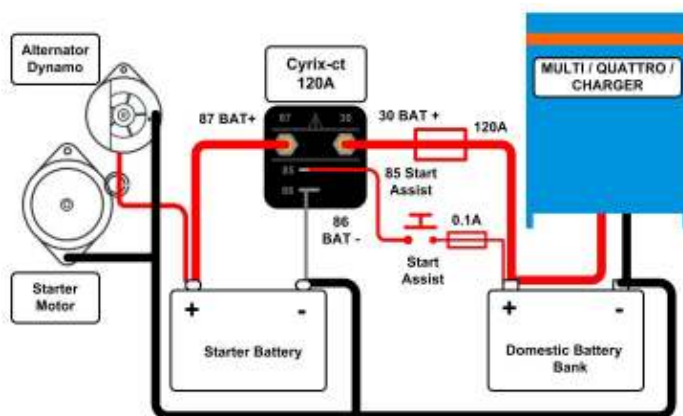 Alternator
Dynamo
Cyrix-ct
120A
MULTI / QUATTRO /
CHARGER
87 BAT+
87
30
30 BAT +
120A
85
86
85 Start
Assist
86
BAT -
0.1A
Start
Assist
Starter
Motor
+
-
Starter Battery
+
-
Domestic Battery
Bank